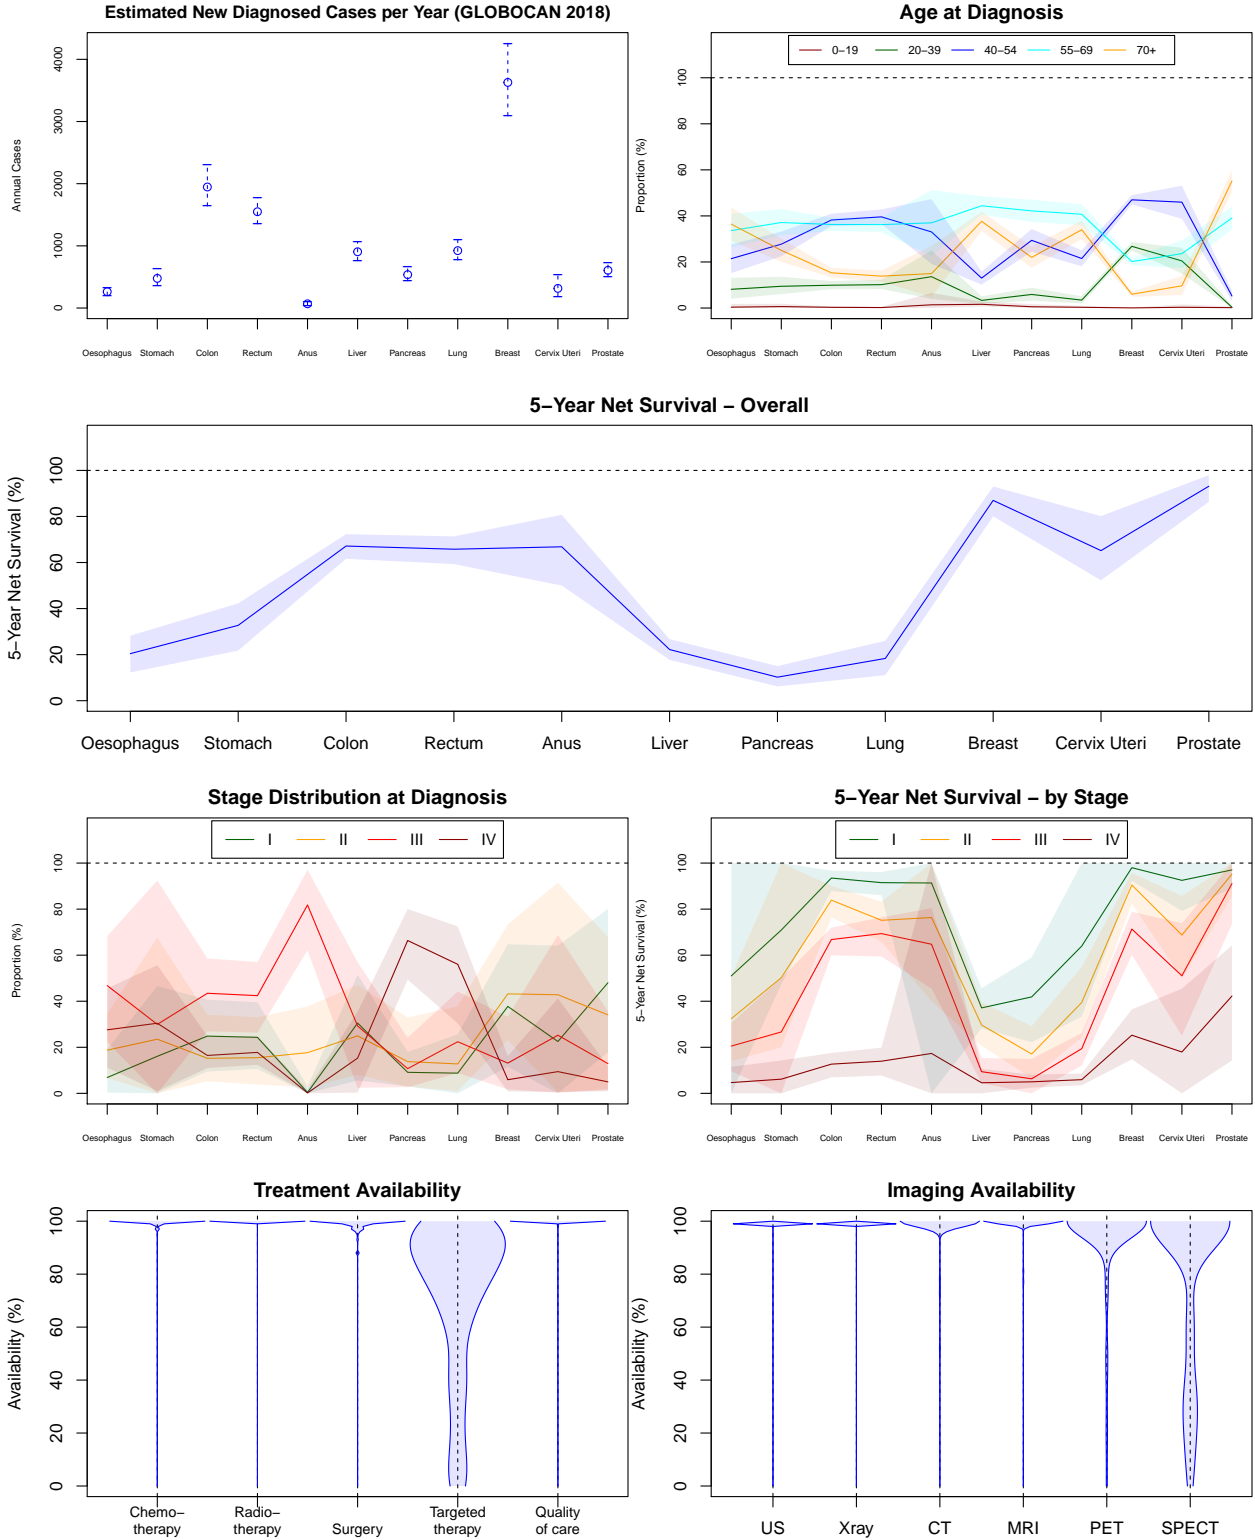 Estimated New Diagnosed Cases per Year (GLOBOCAN 2018)
Annual Cases
4000
3000
2000
1000
0
Oesophagus Stomach Colon Rectum Anus Liver Pancreas Lung Breast Cervix Uteri Prostate
Age at Diagnosis
0−19 20−39 40−54 55−69 70+
Proportion (%)
100
80
60
40
20
0
Oesophagus Stomach Colon Rectum Anus Liver Pancreas Lung Breast Cervix Uteri Prostate
5−Year Net Survival − Overall
5−Year Net Survival (%)
100
80
60
40
20
0
Oesophagus Stomach Colon Rectum Anus Liver Pancreas Lung Breast Cervix Uteri Prostate
Stage Distribution at Diagnosis
I II III IV
Proportion (%)
100
80
60
40
20
0
Oesophagus Stomach Colon Rectum Anus Liver Pancreas Lung Breast Cervix Uteri Prostate
5−Year Net Survival − by Stage
I II III IV
5−Year Net Survival (%)
100
80
60
40
20
0
Oesophagus Stomach Colon Rectum Anus Liver Pancreas Lung Breast Cervix Uteri Prostate
Treatment Availability
Availability (%)
100
80
60
40
20
0
Chemo− Radio− Targeted Quality
therapy therapy Surgery therapy of care
Imaging Availability
Availability (%)
100
80
60
40
20
0
US Xray CT MRI PET SPECT